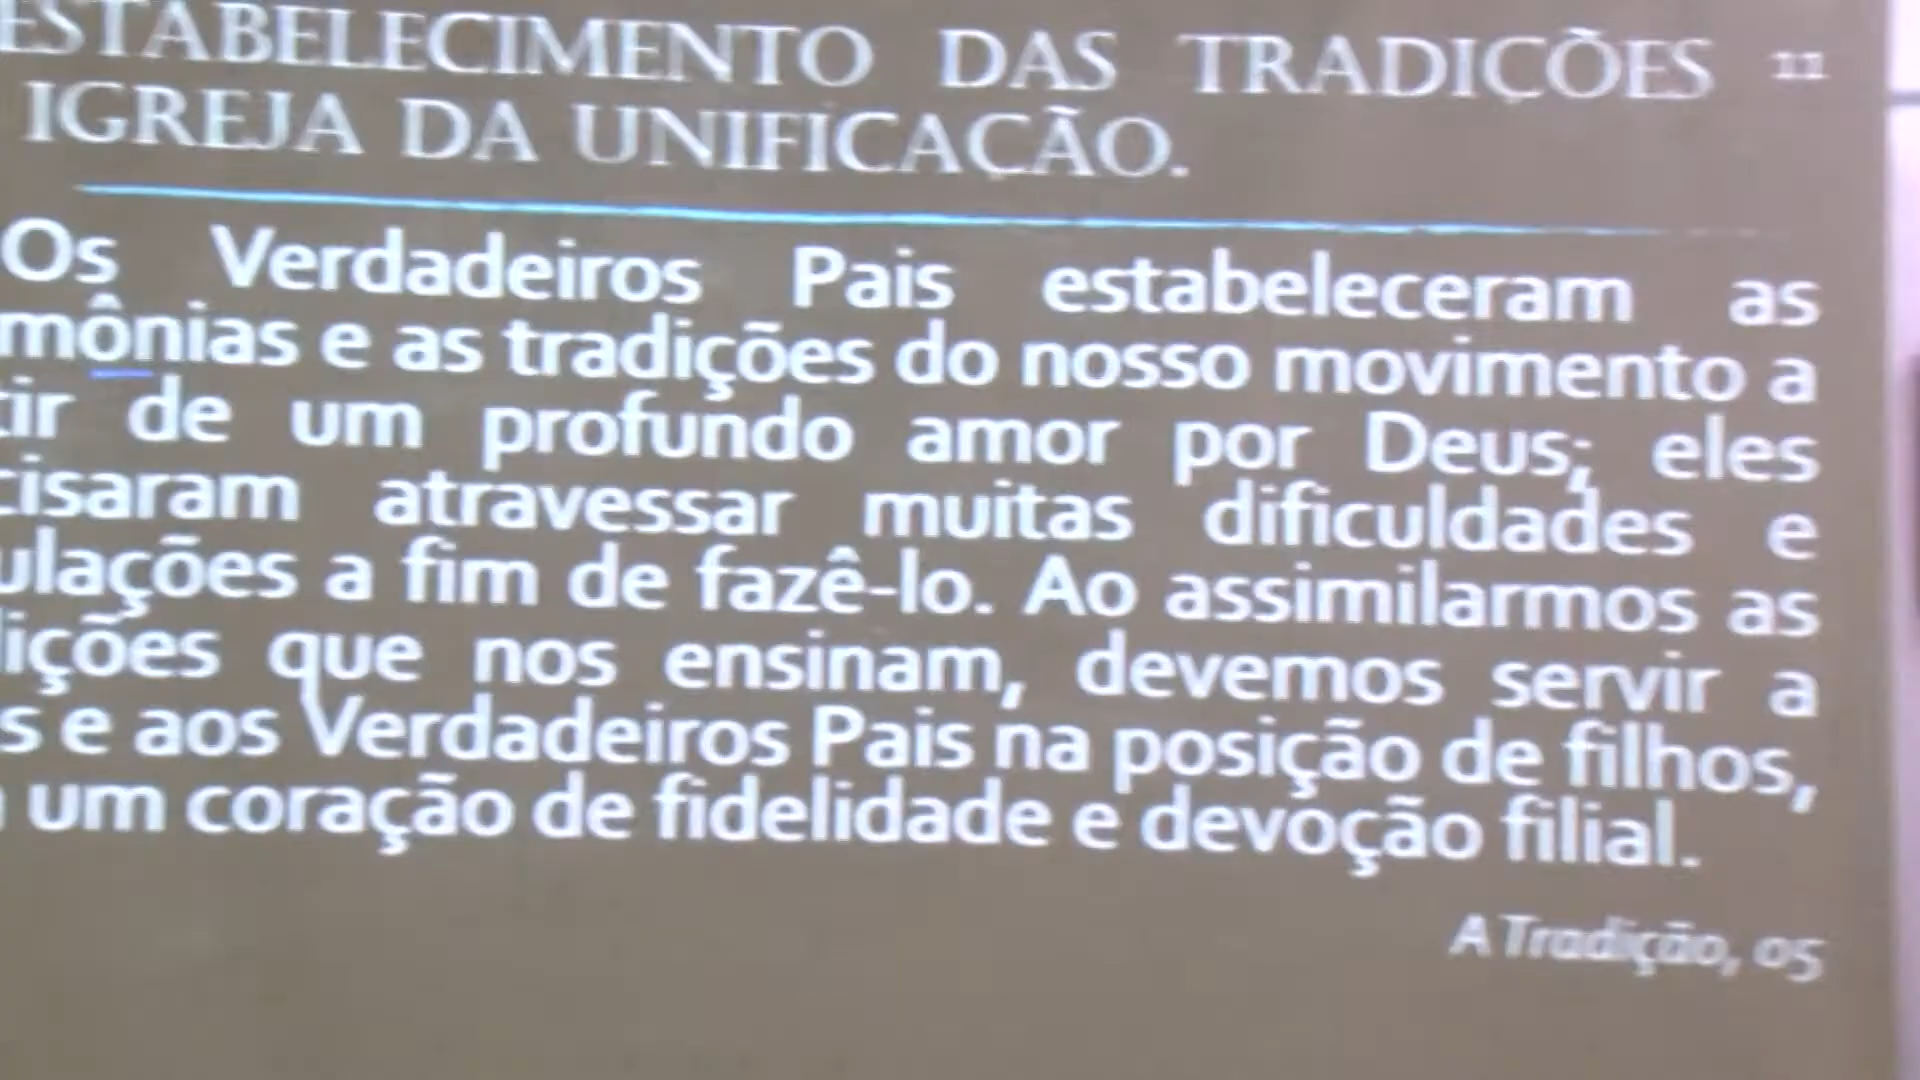 ESTABELECIMENTO DAS TRADIÇÕES 11
IGREJA DA UNIFICAÇÃO.
Os Verdadeiros Pais estabeleceram as
mônias e as tradições do nosso movimento a
tir de um profundo amor por Deus; eles
cisaram atravessar muitas dificuldades e
ulações a fim de fazê-lo. Ao assimilarmos as
ições que nos ensinam, devemos servir a
s e aos Verdadeiros Pais na posição de filhos,
um coração de fidelidade e devoção filial.
A Tradição, 05